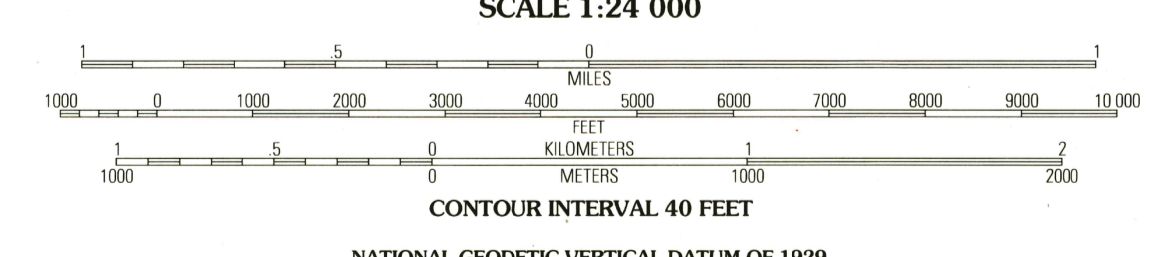 SCALE 1:24 000
1 .5 0 1
MILES
1000 0 1000 2000 3000 4000 5000 6000 7000 8000 9000 10 000
FEET
1 .5 0 KILOMETERS 1 2
1000 0 METERS 1000 2000
CONTOUR INTERVAL 40 FEET
NATIONAL GEODETIC VERTICAL DATUM OF 1929